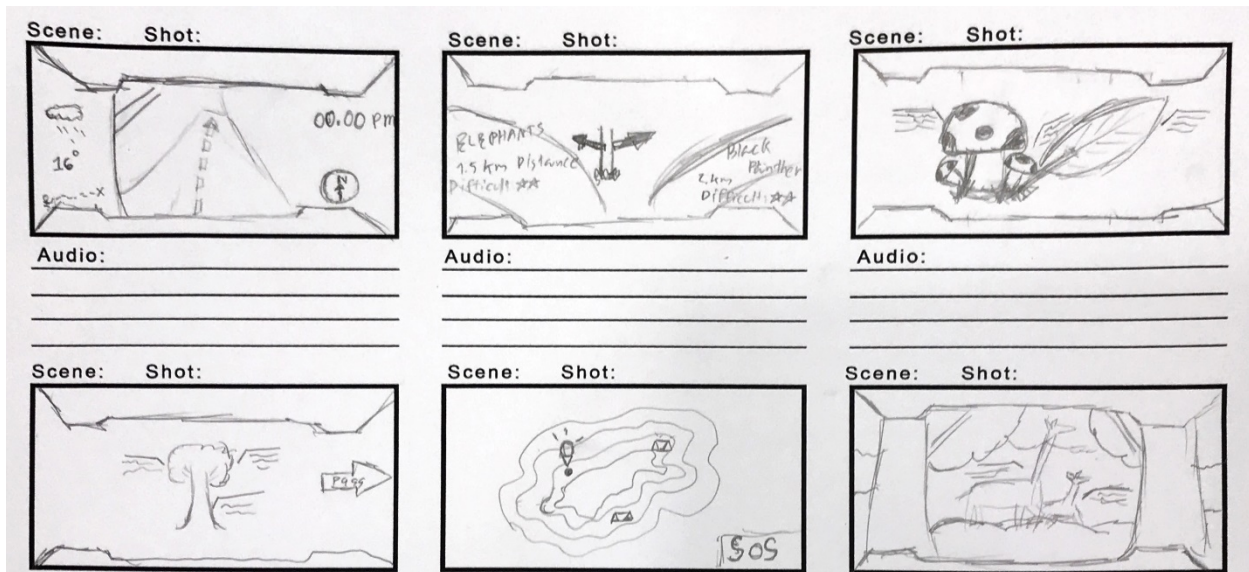 Scene: Shot:
00.00 pm
16°
N
Audio:
Scene: Shot:
ELEPHANTS
1.5 km Distance
Difficult: ☆☆
Black
Panther
2 km
Difficult: ☆☆
Audio:
Scene: Shot:
Audio:
Scene: Shot:
Scene: Shot:
SOS
Scene: Shot: